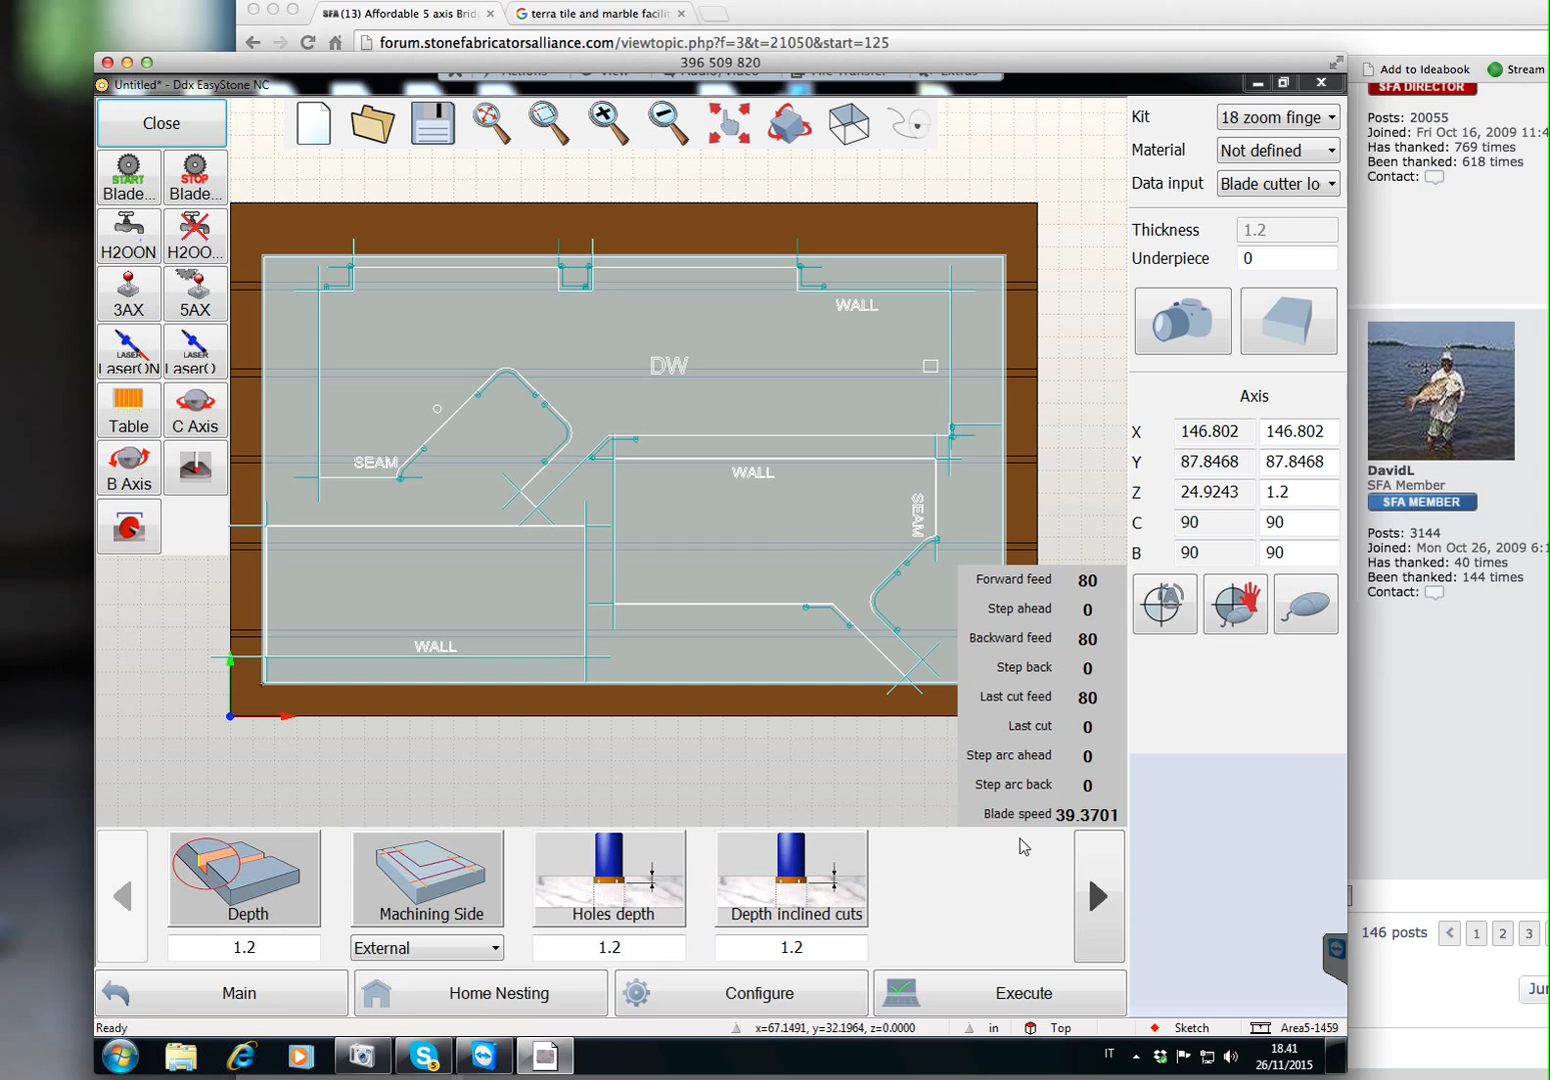 SFA (13) Affordable 5 axis Brid
terra tile and marble facilit
forum.stonefabricatorsalliance.com/viewtopic.php?f=3&t=21050&start=125
396 509 820
Untitled* - Ddx EasyStone NC
Add to Ideabook
Stream
SFA DIRECTOR
Posts: 20055
Joined: Fri Oct 16, 2009 11:4
Has thanked: 769 times
Been thanked: 618 times
Contact:
Close
START
Blade...
STOP
Blade...
H2OON
H2OO...
3AX
5AX
LASER
LaserON
LASER
LaserO...
Table
C Axis
B Axis
WALL
DW
SEAM
WALL
SEAM
WALL
Kit
18 zoom finge
Material
Not defined
Data input
Blade cutter lo
Thickness
1.2
Underpiece
0
Axis
X 146.802 146.802
Y 87.8468 87.8468
Z 24.9243 1.2
C 90 90
B 90 90
Forward feed 80
Step ahead 0
Backward feed 80
Step back 0
Last cut feed 80
Last cut 0
Step arc ahead 0
Step arc back 0
Blade speed 39.3701
DavidL
SFA Member
SFA MEMBER
Posts: 3144
Joined: Mon Oct 26, 2009 6:1
Has thanked: 40 times
Been thanked: 144 times
Contact:
Depth
Machining Side
Holes depth
Depth inclined cuts
1.2
External
1.2
1.2
146 posts
1
2
3
Main
Home Nesting
Configure
Execute
Ready
x=67.1491, y=32.1964, z=0.0000
in
Top
Sketch
Area5-1459
IT
18.41
26/11/2015